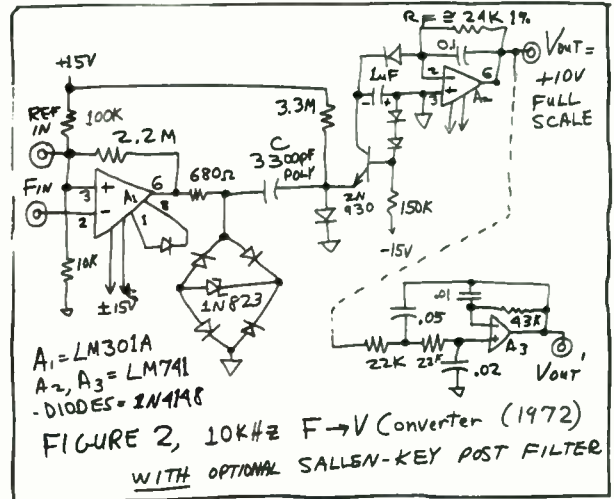 R_F ≅ 24K 1%
0.1
VOUT =
+10V
FULL
SCALE
+15V
1uF
2
6
3
A2
REF
IN
100K
2.2M
3.3M
C
3300pF
POLY
680Ω
6
8
FIN
3
A1
1
2
2N
930
150K
-15V
10K
±15V
1N823
.01
.05
43K
A3
22K
22K
.02
VOUT'
A1 = LM301A
A2, A3 = LM741
- DIODES = 1N4148
FIGURE 2, 10KHZ F→V Converter (1972)
WITH OPTIONAL SALLEN-KEY POST FILTER